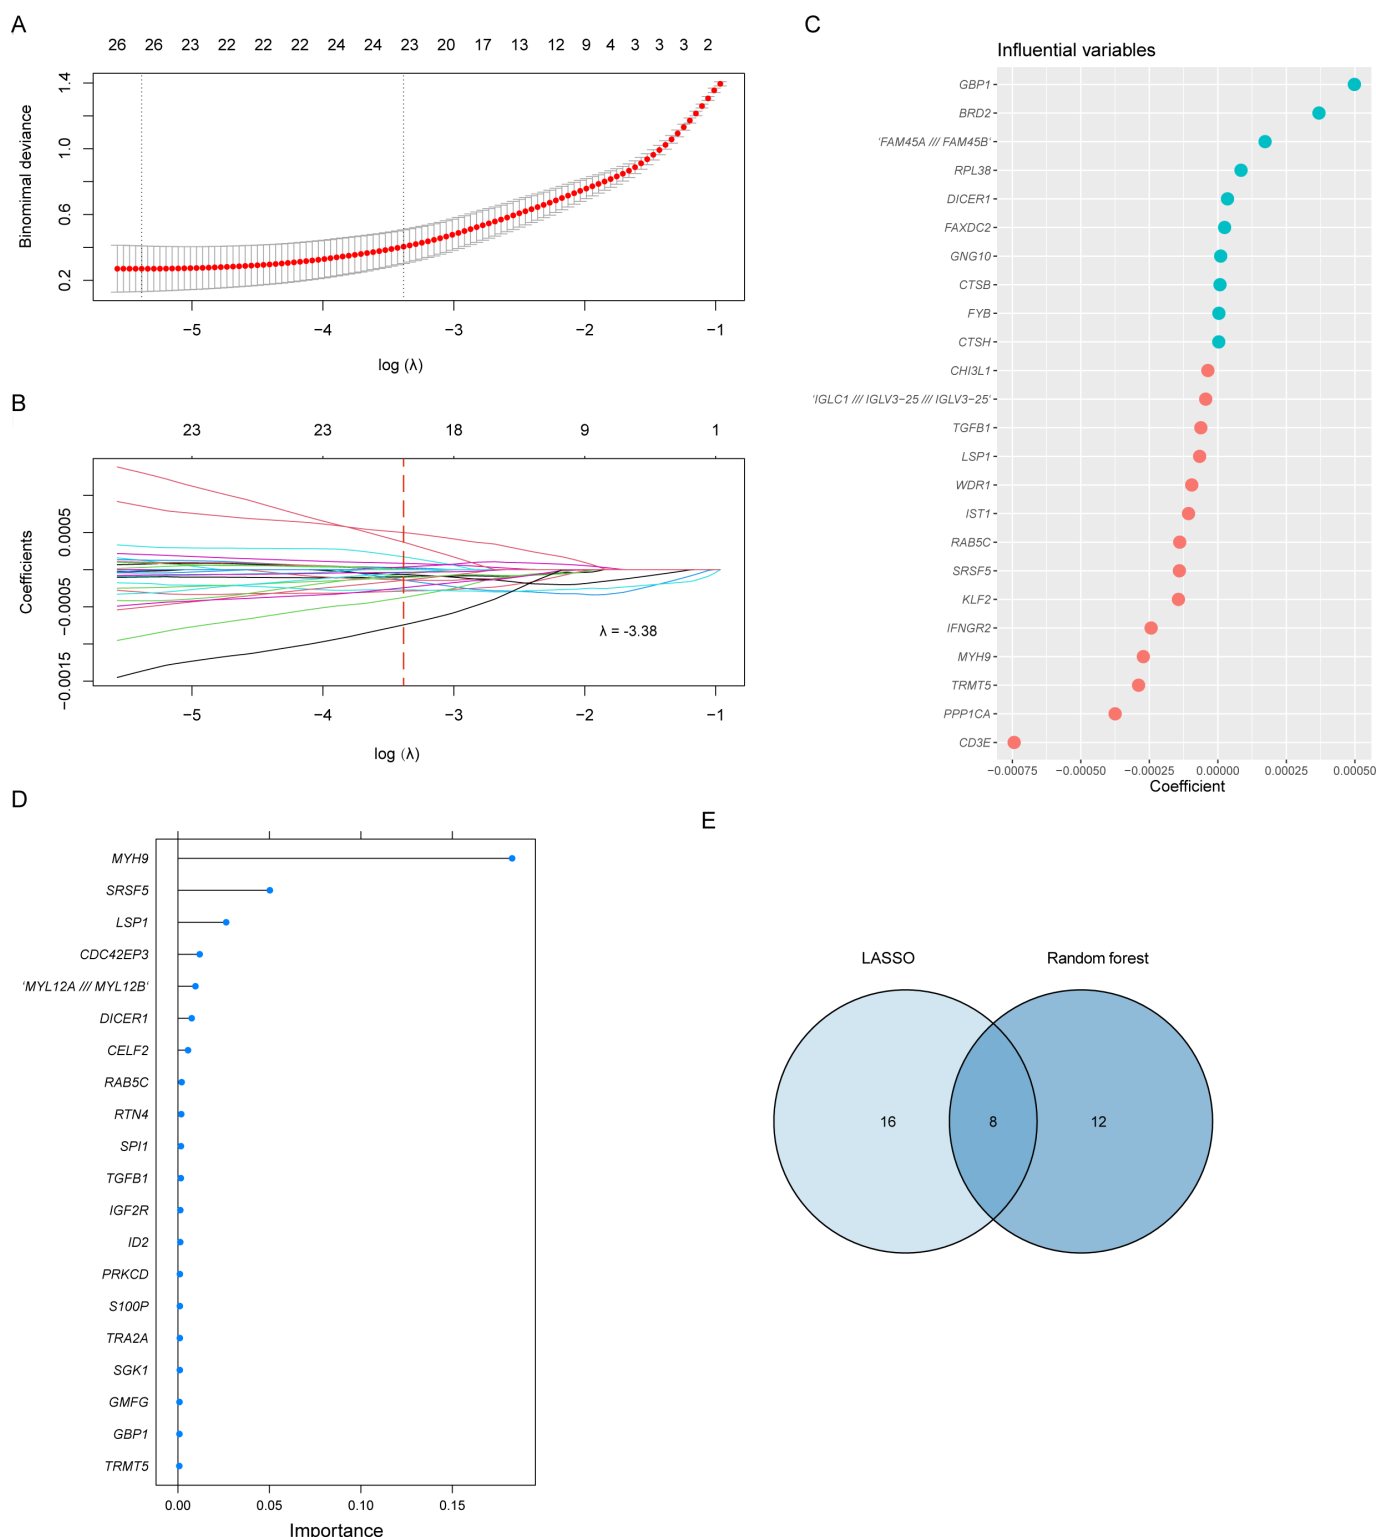 A
26 26 23 22 22 22 24 24 23 20 17 13 12 9 4 3 3 3 2
Binomimal deviance
1.4
1.0
0.6
0.2
−5 −4 −3 −2 −1
log (λ)
B
23 23 18 9 1
Coefficients
0.0005
−0.0005
−0.0015
λ = -3.38
−5 −4 −3 −2 −1
log (λ)
C
Influential variables
GBP1
BRD2
‘FAM45A /// FAM45B‘
RPL38
DICER1
FAXDC2
GNG10
CTSB
FYB
CTSH
CHI3L1
‘IGLC1 /// IGLV3−25 /// IGLV3−25‘
TGFB1
LSP1
WDR1
IST1
RAB5C
SRSF5
KLF2
IFNGR2
MYH9
TRMT5
PPP1CA
CD3E
−0.00075 −0.00050 −0.00025 0.00000 0.00025 0.00050
Coefficient
D
MYH9
SRSF5
LSP1
CDC42EP3
‘MYL12A /// MYL12B‘
DICER1
CELF2
RAB5C
RTN4
SPI1
TGFB1
IGF2R
ID2
PRKCD
S100P
TRA2A
SGK1
GMFG
GBP1
TRMT5
0.00 0.05 0.10 0.15
Importance
E
LASSO Random forest
16 8 12